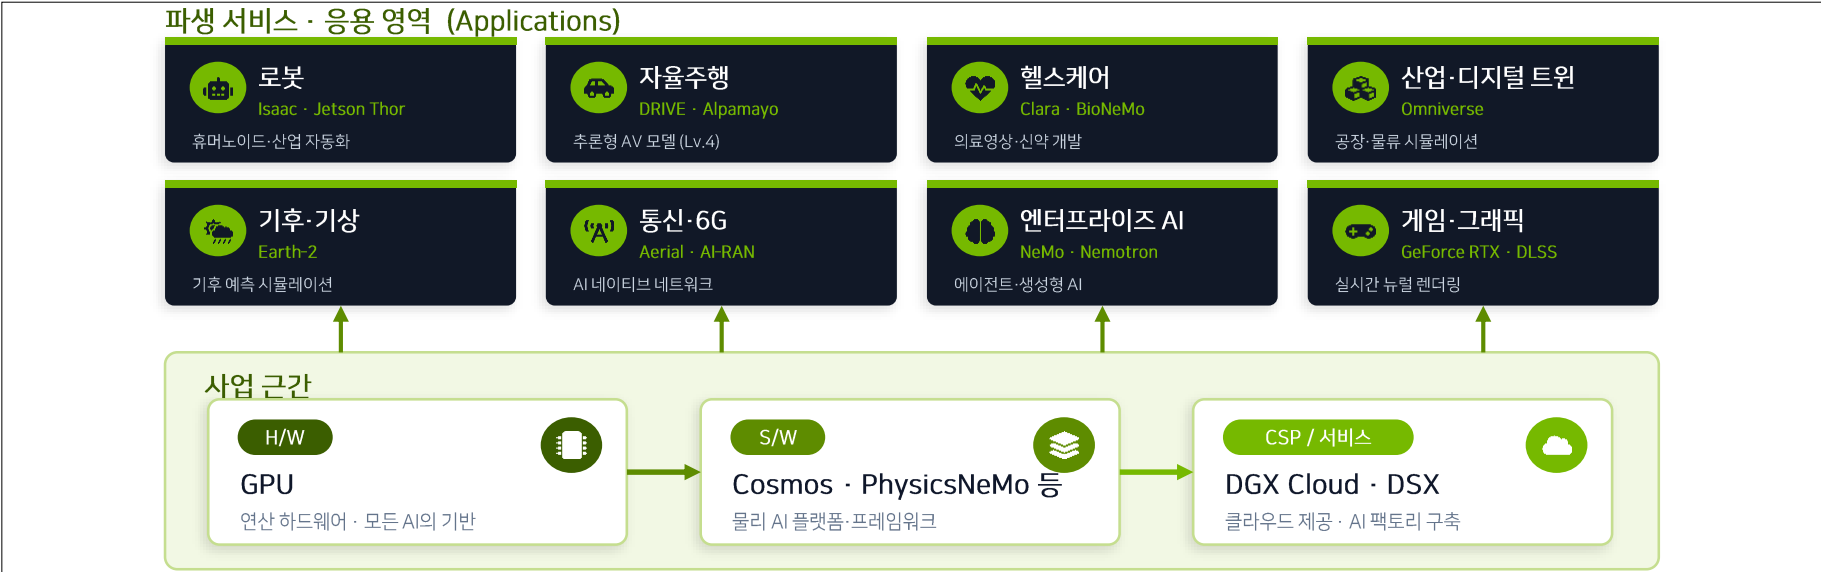 파생 서비스 · 응용 영역 (Applications)
로봇
Isaac · Jetson Thor
휴머노이드·산업 자동화
자율주행
DRIVE · Alpamayo
추론형 AV 모델 (Lv.4)
헬스케어
Clara · BioNeMo
의료영상·신약 개발
산업·디지털 트윈
Omniverse
공장·물류 시뮬레이션
기후·기상
Earth-2
기후 예측 시뮬레이션
통신·6G
Aerial · AI-RAN
AI 네이티브 네트워크
엔터프라이즈 AI
NeMo · Nemotron
에이전트·생성형 AI
게임·그래픽
GeForce RTX · DLSS
실시간 뉴럴 렌더링
사업 근간
H/W
GPU
연산 하드웨어 · 모든 AI의 기반
S/W
Cosmos · PhysicsNeMo 등
물리 AI 플랫폼·프레임워크
CSP / 서비스
DGX Cloud · DSX
클라우드 제공 · AI 팩토리 구축